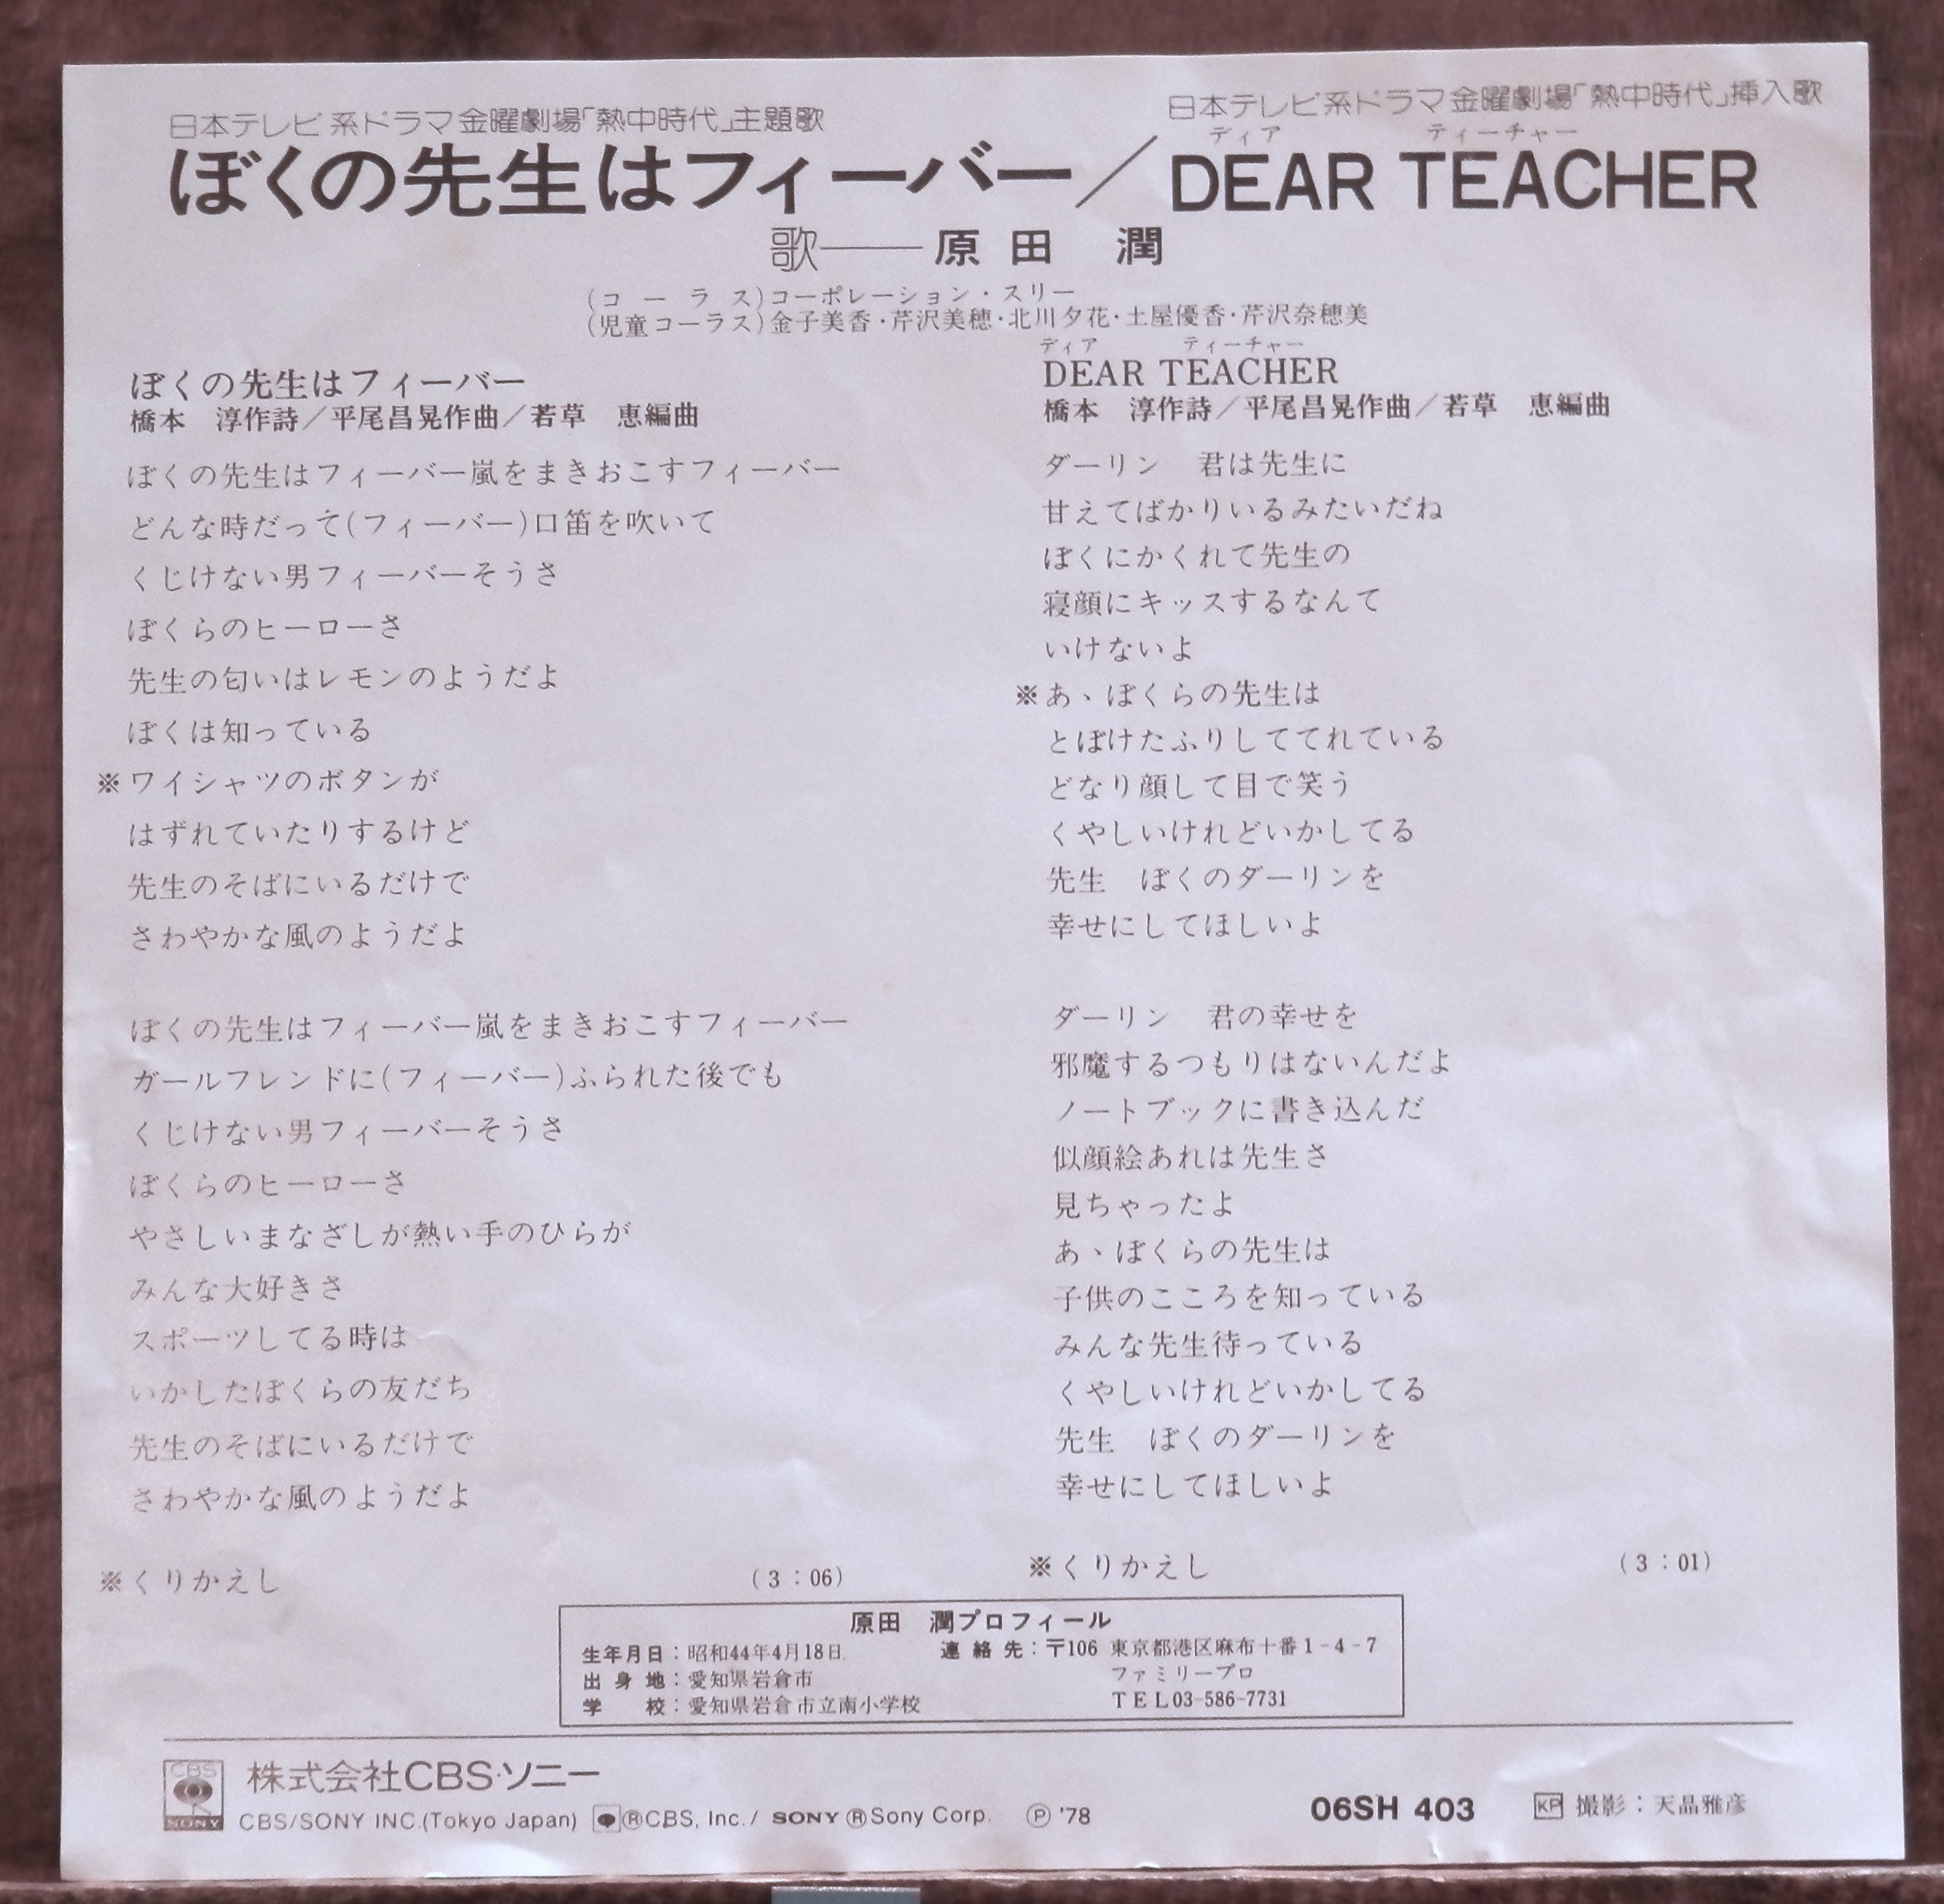 日本テレビ系ドラマ金曜劇場「熱中時代」主題歌
ぼくの先生はフィーバー／
日本テレビ系ドラマ金曜劇場「熱中時代」挿入歌
ディア ティーチャー
DEAR TEACHER
歌——原田 潤
(コーラス)コーポレーション・スリー
(児童コーラス)金子美香・芹沢美穂・北川夕花・土屋優香・芹沢奈穂美
ぼくの先生はフィーバー
橋本 淳作詩／平尾昌晃作曲／若草 恵編曲
ぼくの先生はフィーバー嵐をまきおこすフィーバー
どんな時だって(フィーバー)口笛を吹いて
くじけない男フィーバーそうさ
ぼくらのヒーローさ
先生の匂いはレモンのようだよ
ぼくは知っている
※ワイシャツのボタンが
はずれていたりするけど
先生のそばにいるだけで
さわやかな風のようだよ
ぼくの先生はフィーバー嵐をまきおこすフィーバー
ガールフレンドに(フィーバー)ふられた後でも
くじけない男フィーバーそうさ
ぼくらのヒーローさ
やさしいまなざしが熱い手のひらが
みんな大好きさ
スポーツしてる時は
いかしたぼくらの友だち
先生のそばにいるだけで
さわやかな風のようだよ
※くりかえし
(3：06)
ディア ティーチャー
DEAR TEACHER
橋本 淳作詩／平尾昌晃作曲／若草 恵編曲
ダーリン 君は先生に
甘えてばかりいるみたいだね
ぼくにかくれて先生の
寝顔にキッスするなんて
いけないよ
※あゝぼくらの先生は
とぼけたふりしててれている
どなり顔して目で笑う
くやしいけれどいかしてる
先生 ぼくのダーリンを
幸せにしてほしいよ
ダーリン 君の幸せを
邪魔するつもりはないんだよ
ノートブックに書き込んだ
似顔絵あれは先生さ
見ちゃったよ
あゝぼくらの先生は
子供のこころを知っている
みんな先生待っている
くやしいけれどいかしてる
先生 ぼくのダーリンを
幸せにしてほしいよ
※くりかえし
(3：01)
原田 潤プロフィール
生年月日：昭和44年4月18日
出身地：愛知県岩倉市
学 校：愛知県岩倉市立南小学校
連絡先：〒106 東京都港区麻布十番1-4-7
ファミリープロ
TEL03-586-7731
CBS
SONY
株式会社CBS・ソニー
CBS/SONY INC.(Tokyo Japan) ®CBS, Inc./ SONY ®Sony Corp. ℗ '78
06SH 403
KP 撮影：天晶雅彦